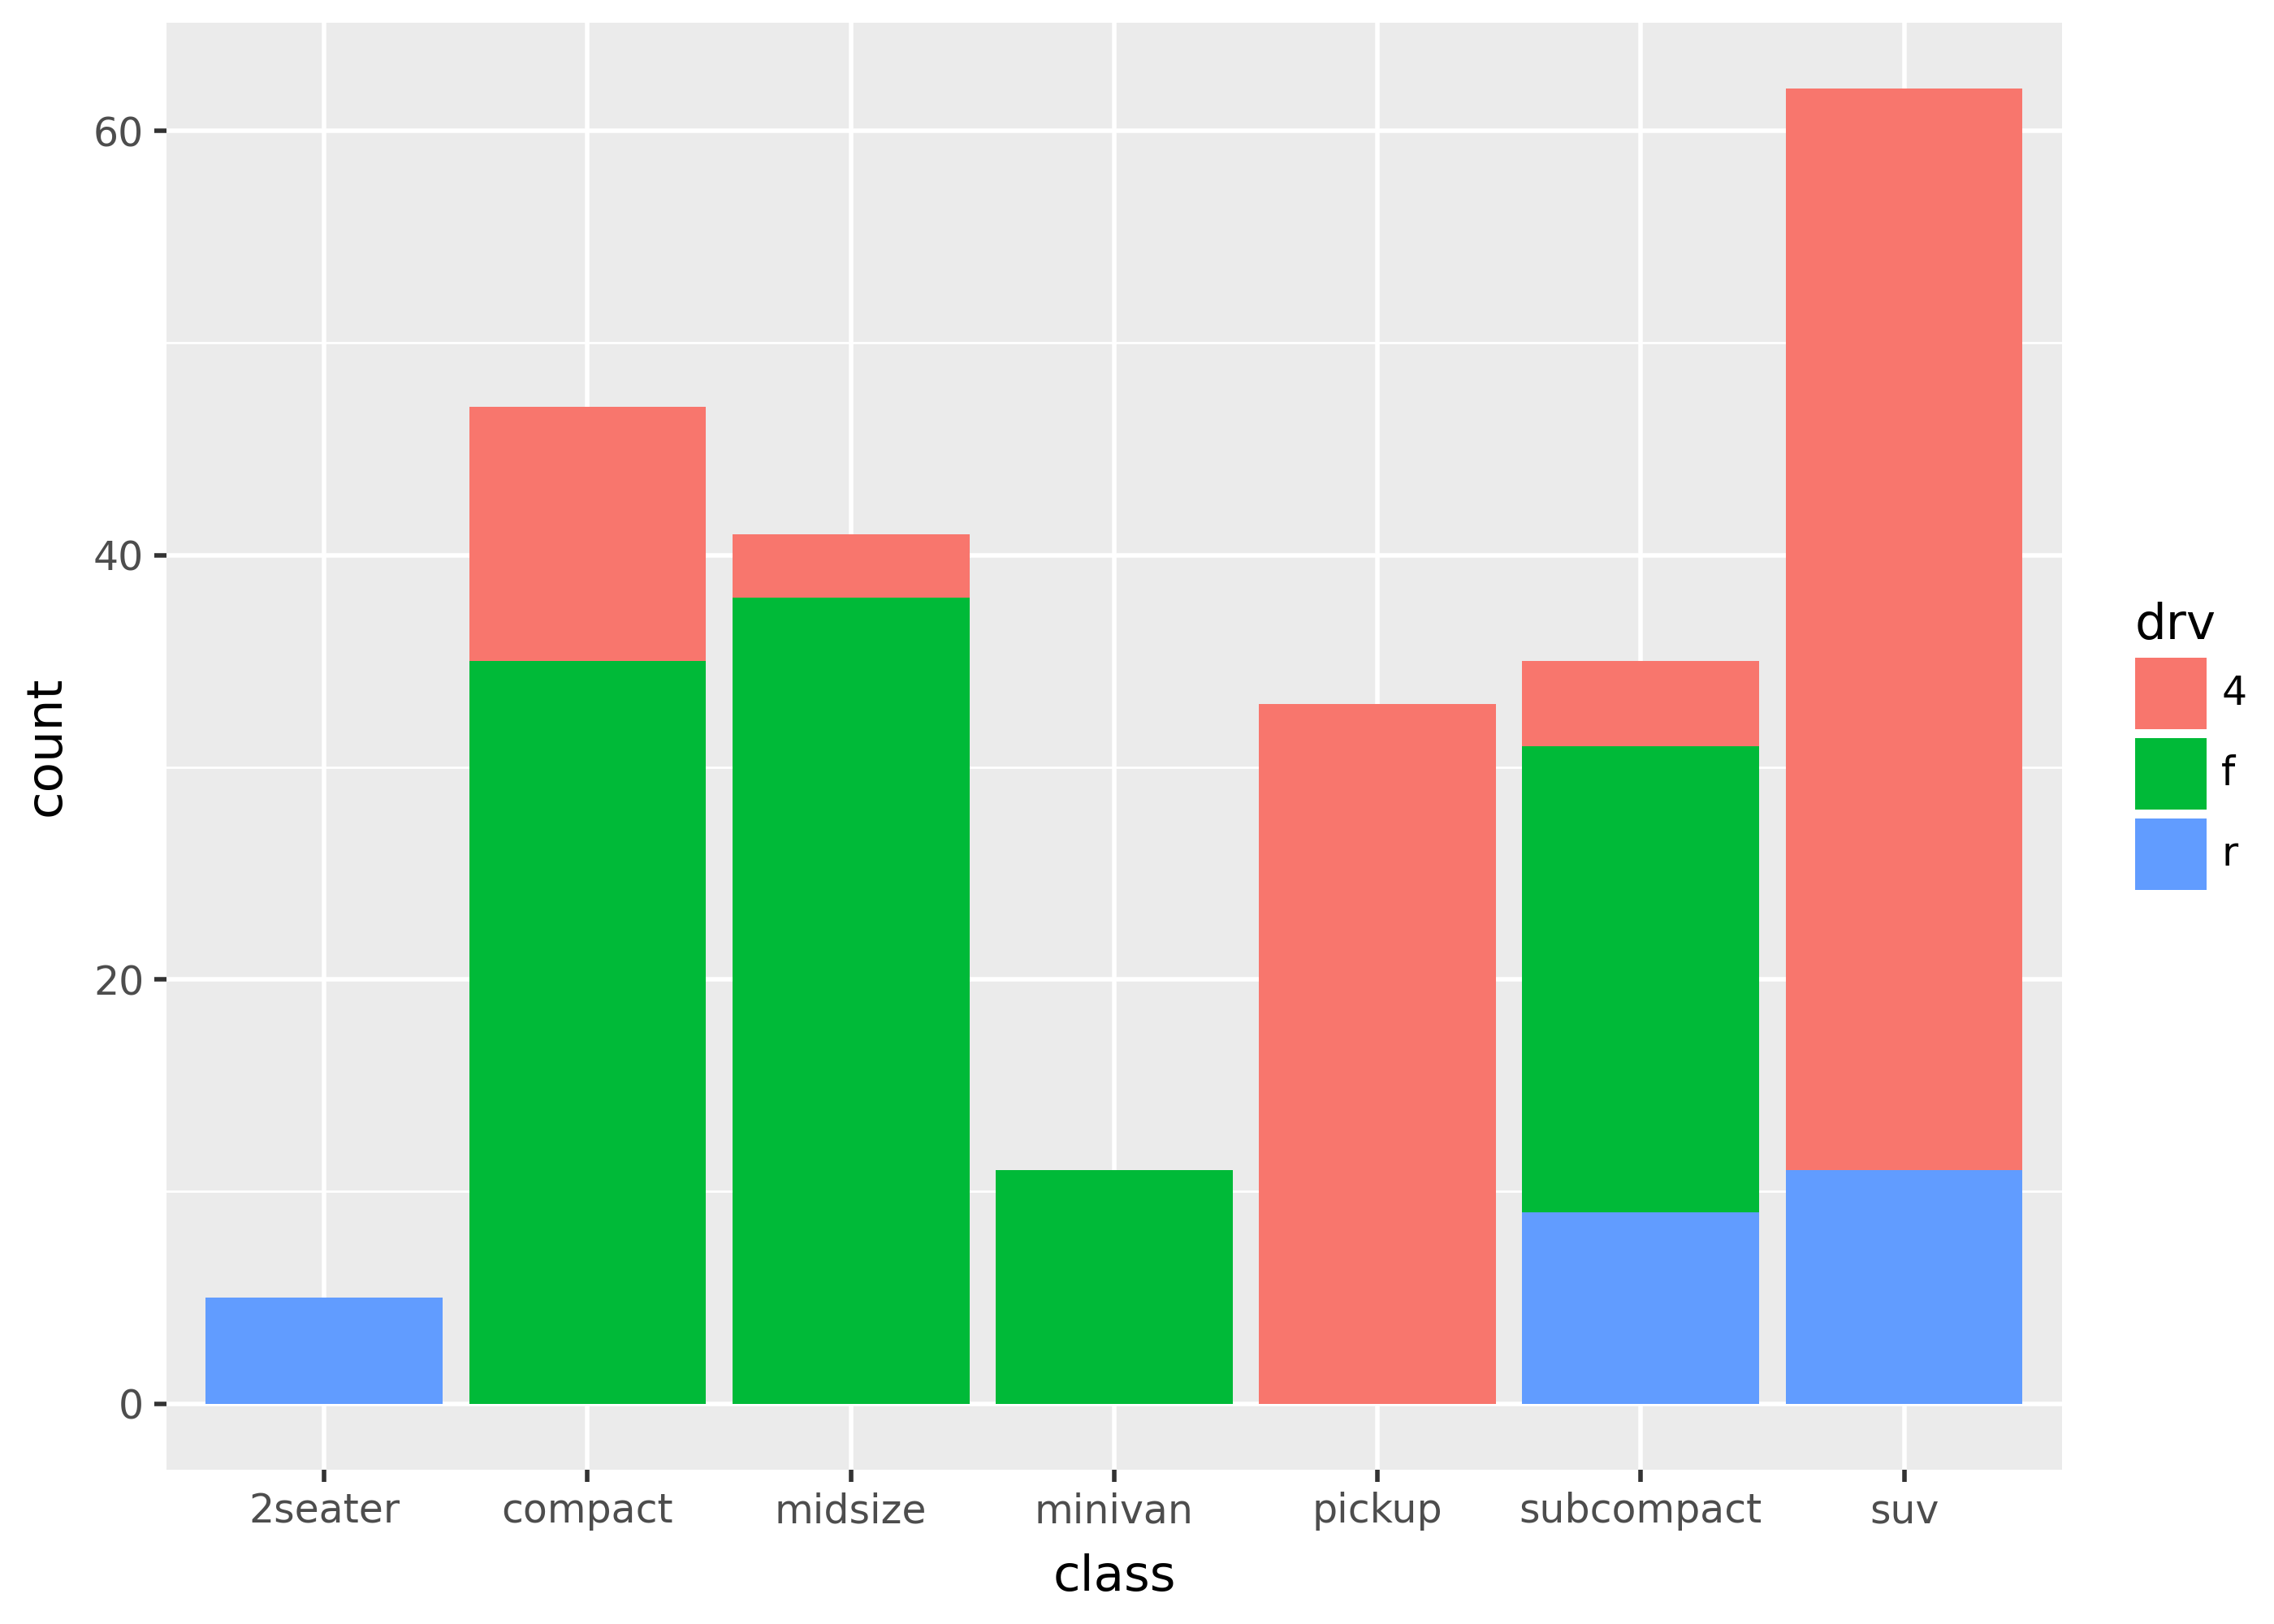 count
60
40
20
0
2seater compact midsize minivan pickup subcompact suv
class
drv
4
f
r